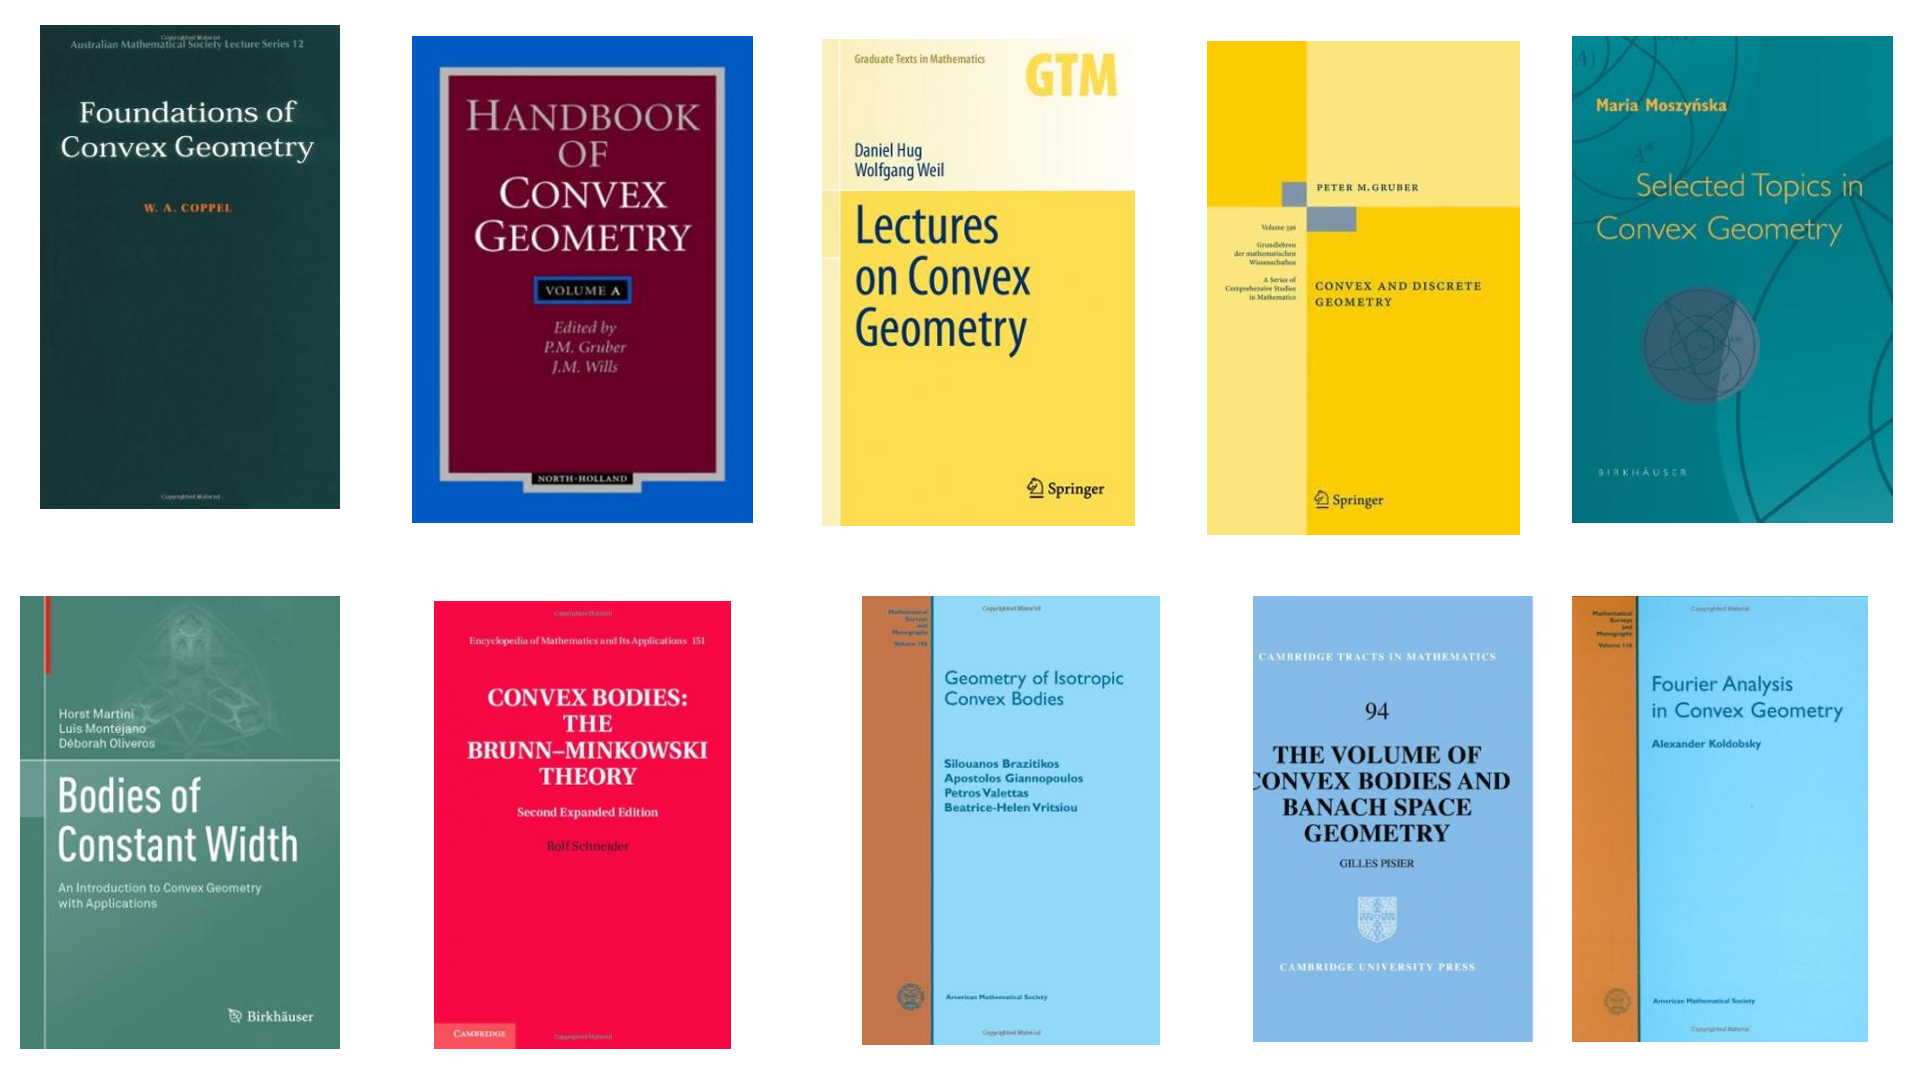 Australian Mathematical Society Lecture Series 12
Copyrighted Material
Foundations of
Convex Geometry
W. A. COPPEL
Copyrighted Material
HANDBOOK
OF
CONVEX
GEOMETRY
VOLUME A
Edited by
P.M. Gruber
J.M. Wills
NORTH-HOLLAND
Graduate Texts in Mathematics
GTM
Daniel Hug
Wolfgang Weil
Lectures
on Convex
Geometry
Springer
PETER M. GRUBER
Volume 336
Grundlehren
der mathematischen
Wissenschaften
A Series of
Comprehensive Studies
in Mathematics
CONVEX AND DISCRETE
GEOMETRY
Springer
Maria Moszyńska
Selected Topics in
Convex Geometry
BIRKHÄUSER
Horst Martini
Luis Montejano
Déborah Oliveros
Bodies of
Constant Width
An Introduction to Convex Geometry
with Applications
Birkhäuser
Copyrighted Material
Encyclopedia of Mathematics and Its Applications 151
CONVEX BODIES:
THE
BRUNN–MINKOWSKI
THEORY
Second Expanded Edition
Rolf Schneider
CAMBRIDGE
Copyrighted Material
Copyrighted Material
Mathematical
Surveys
and
Monographs
Volume 196
Geometry of Isotropic
Convex Bodies
Silouanos Brazitikos
Apostolos Giannopoulos
Petros Valettas
Beatrice-Helen Vritsiou
American Mathematical Society
Copyrighted Material
CAMBRIDGE TRACTS IN MATHEMATICS
94
THE VOLUME OF
CONVEX BODIES AND
BANACH SPACE
GEOMETRY
GILLES PISIER
CAMBRIDGE UNIVERSITY PRESS
Copyrighted Material
Mathematical
Surveys
and
Monographs
Volume 116
Fourier Analysis
in Convex Geometry
Alexander Koldobsky
American Mathematical Society
Copyrighted Material